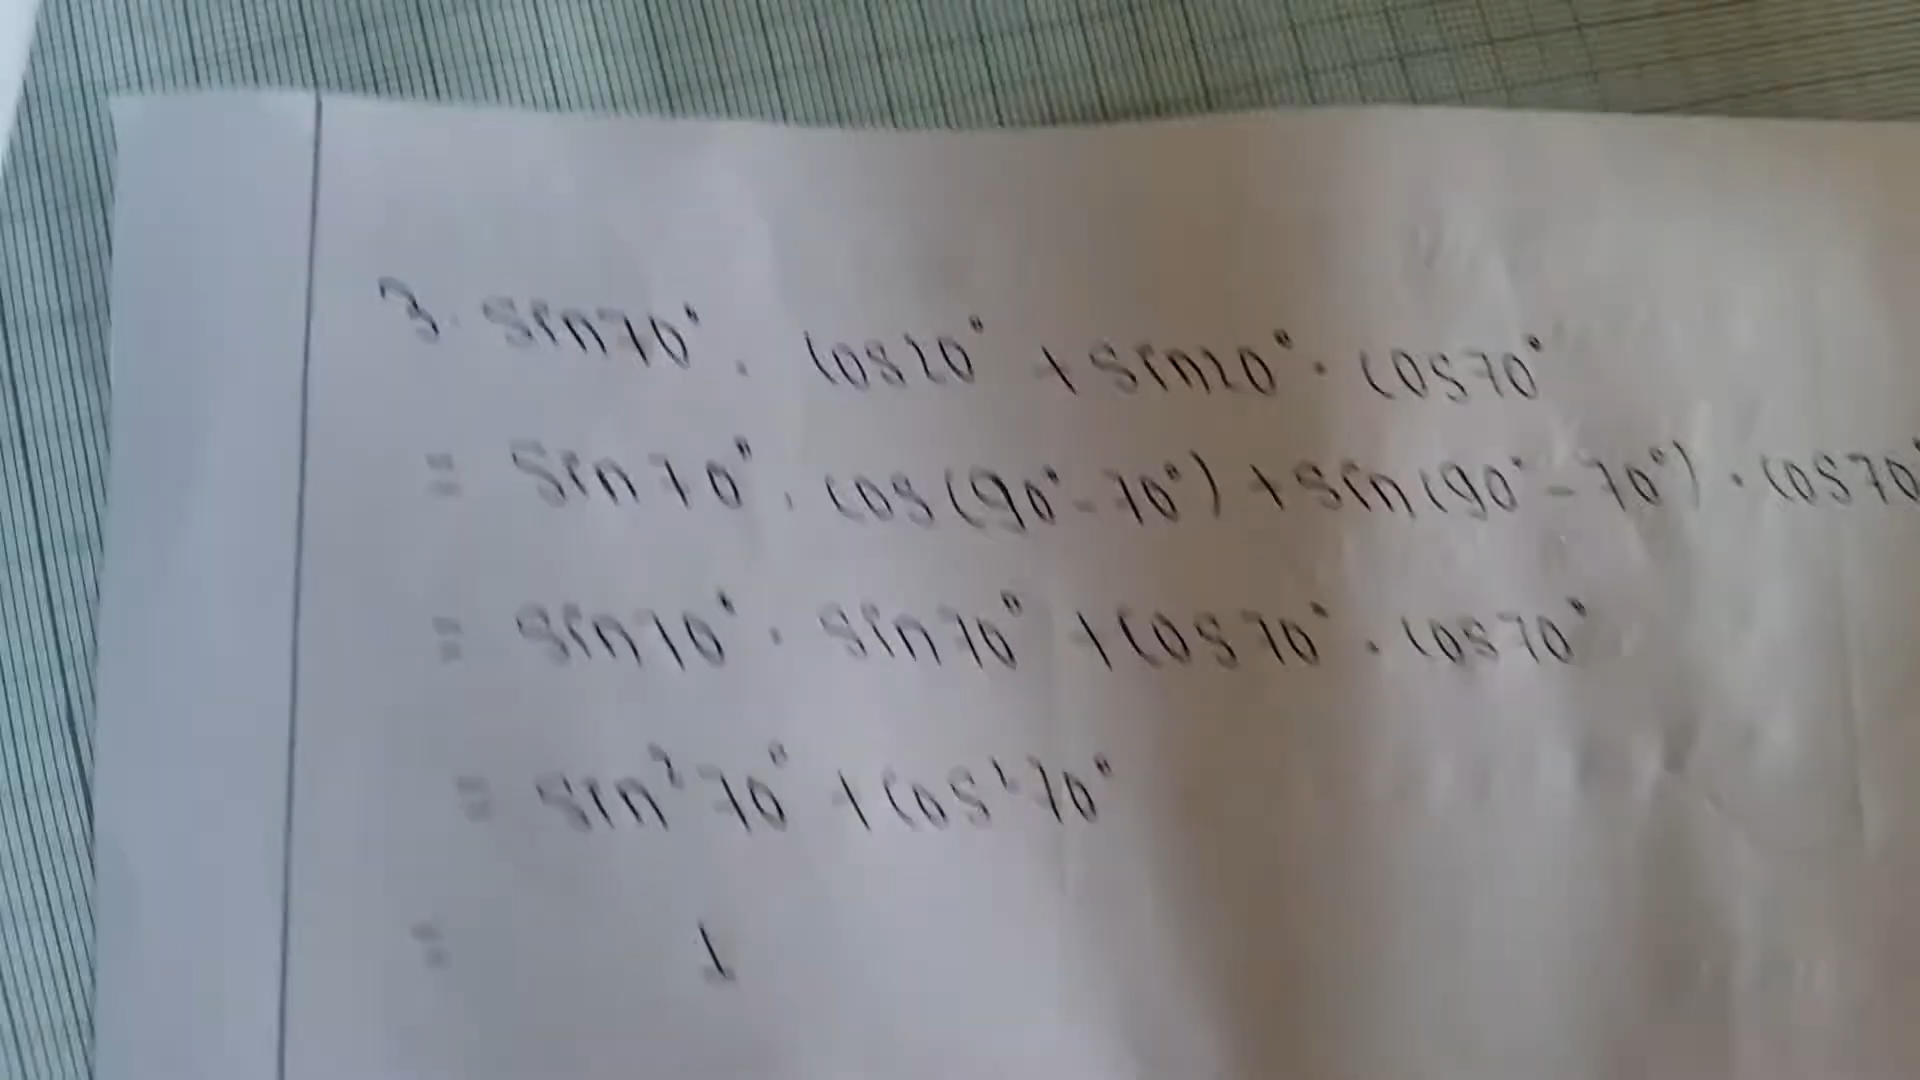 3. sin70° . cos20° + sin20° . cos70°
= sin70° . cos(90° - 70°) + sin(90° - 70°) . cos70°
= sin70° . sin70° + cos70° . cos70°
= sin²70° + cos²70°
= 1